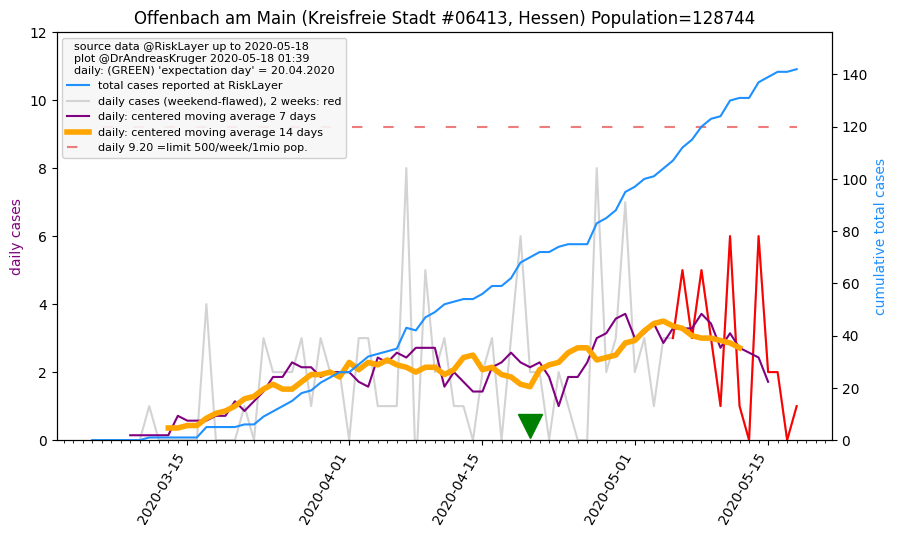 Offenbach am Main (Kreisfreie Stadt #06413, Hessen) Population=128744
source data @RiskLayer up to 2020-05-18
plot @DrAndreasKruger 2020-05-18 01:39
daily: (GREEN) 'expectation day' = 20.04.2020
total cases reported at RiskLayer
daily cases (weekend-flawed), 2 weeks: red
daily: centered moving average 7 days
daily: centered moving average 14 days
daily 9.20 =limit 500/week/1mio pop.
daily cases
12
10
8
6
4
2
0
cumulative total cases
140
120
100
80
60
40
20
0
2020-03-15
2020-04-01
2020-04-15
2020-05-01
2020-05-15